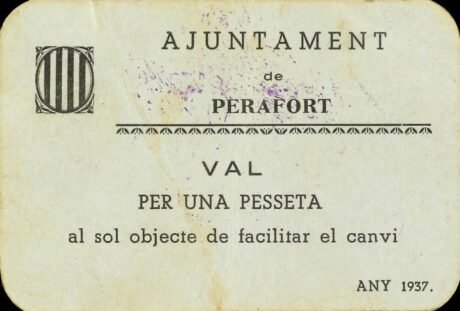 AJUNTAMENT
de
PERAFORT
VAL
PER UNA PESSETA
al sol objecte de facilitar el canvi
ANY 1937.